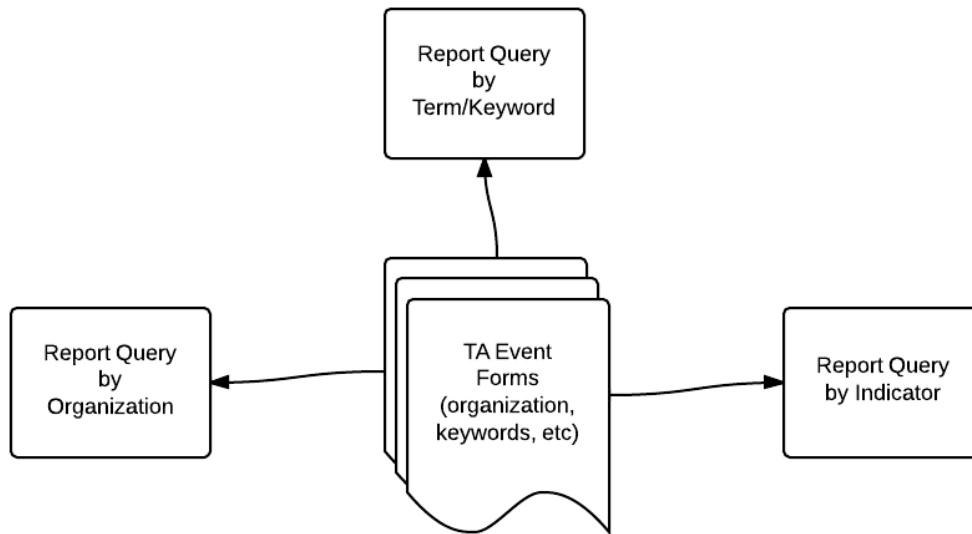 Report Query
by
Term/Keyword
Report Query
by
Organization
TA Event
Forms
(organization,
keywords, etc)
Report Query
by Indicator